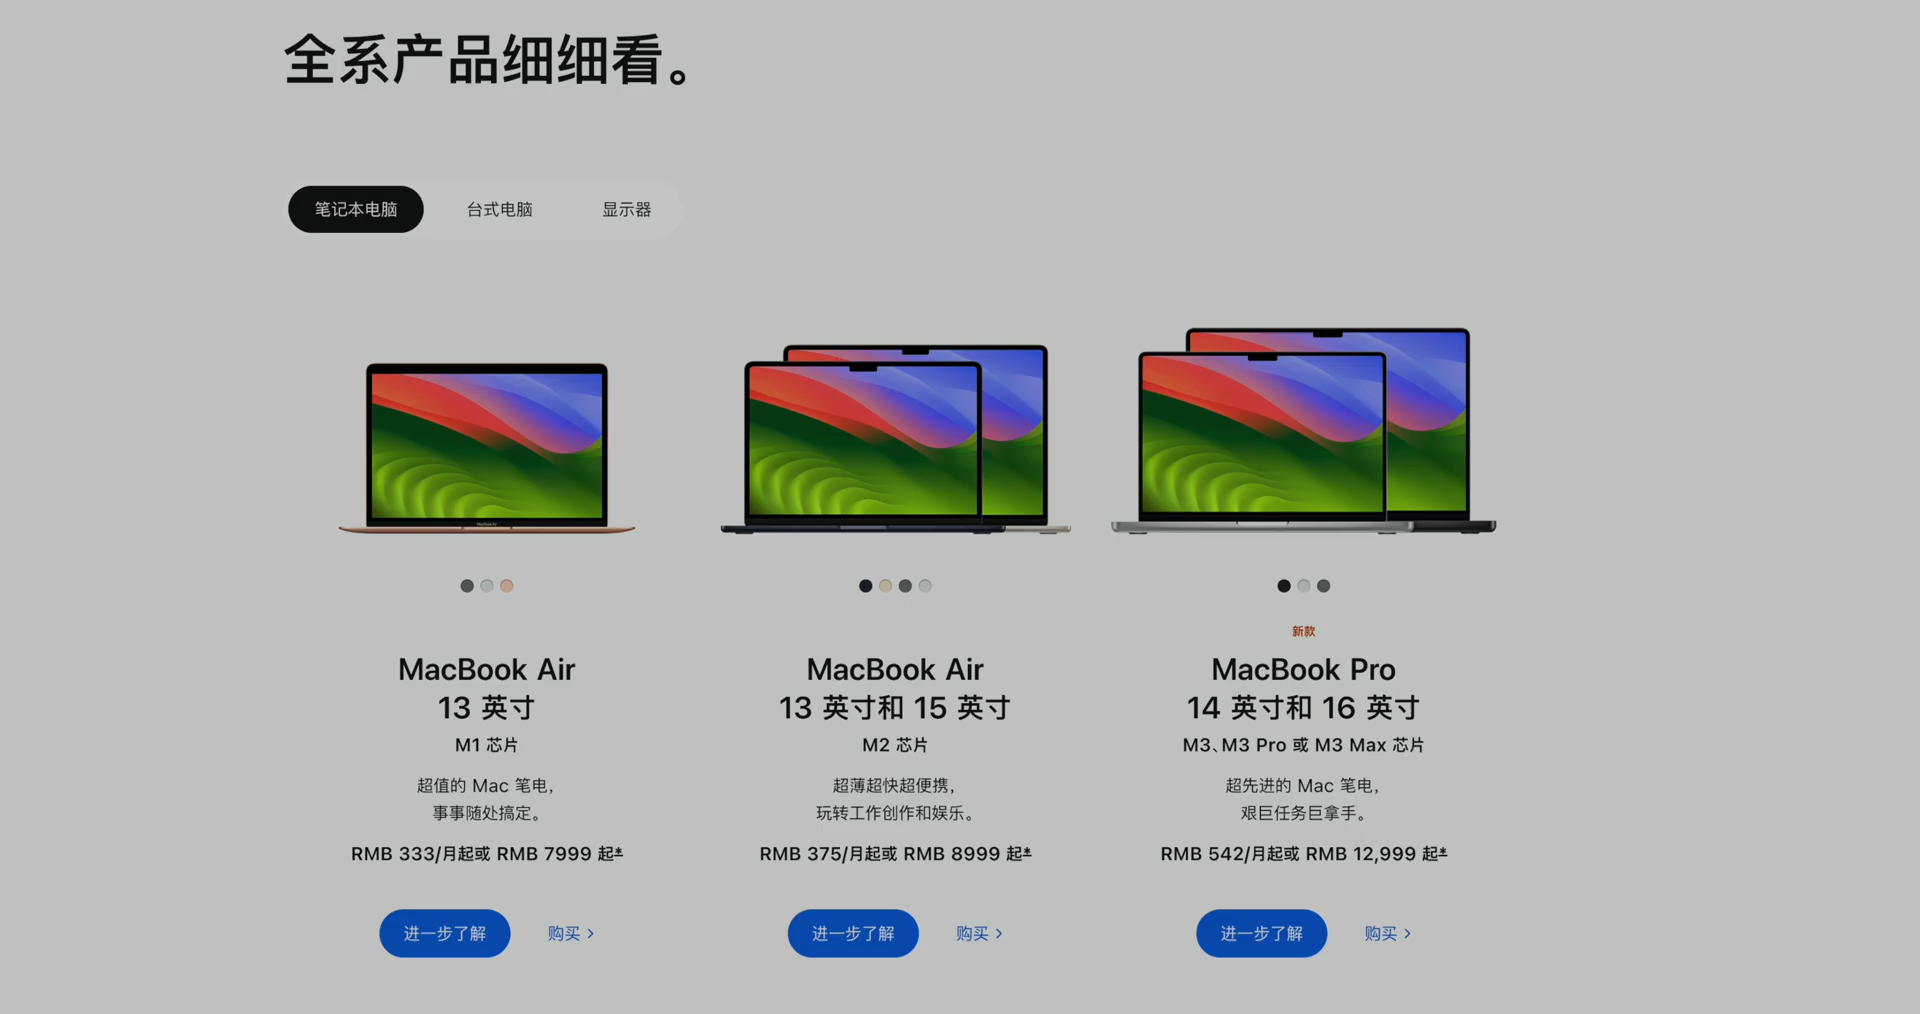 全系产品细细看。
笔记本电脑
台式电脑
显示器
新款
MacBook Air
13 英寸
M1 芯片
超值的 Mac 笔电，
事事随处搞定。
RMB 333/月起或 RMB 7999 起*
进一步了解
购买 >
MacBook Air
13 英寸和 15 英寸
M2 芯片
超薄超快超便携，
玩转工作创作和娱乐。
RMB 375/月起或 RMB 8999 起*
进一步了解
购买 >
MacBook Pro
14 英寸和 16 英寸
M3、M3 Pro 或 M3 Max 芯片
超先进的 Mac 笔电，
艰巨任务巨拿手。
RMB 542/月起或 RMB 12,999 起*
进一步了解
购买 >